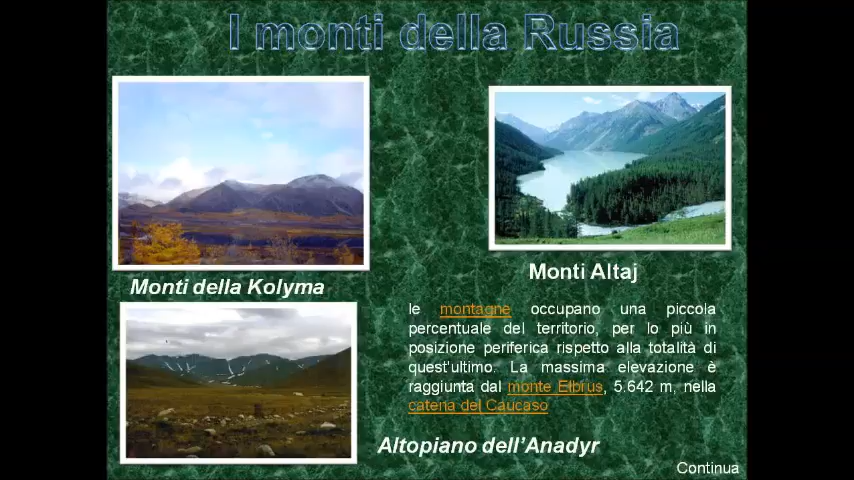 I monti della Russia
Monti della Kolyma
Monti Altaj
le montagne occupano una piccola
percentuale del territorio, per lo più in
posizione periferica rispetto alla totalità di
quest'ultimo. La massima elevazione è
raggiunta dal monte Elbrus, 5.642 m, nella
catena del Caucaso
Altopiano dell'Anadyr
Continua